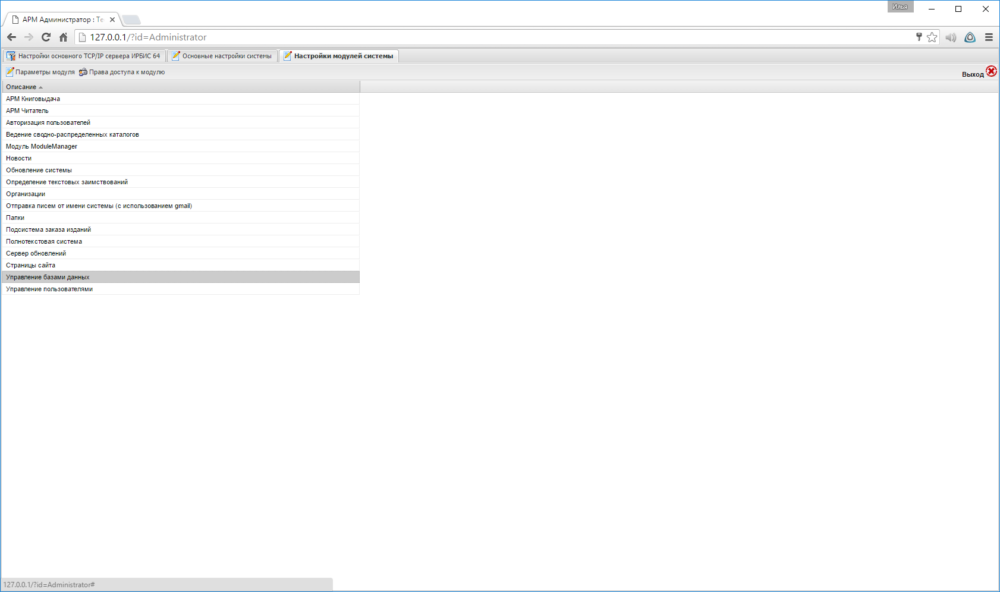 Илья
АРМ Администратор : Те
127.0.0.1/?id=Administrator
Настройки основного TCP/IP сервера ИРБИС 64 Основные настройки системы Настройки модулей системы
Параметры модуля Права доступа к модулю Выход
Описание
АРМ Книговыдача
АРМ Читатель
Авторизация пользователей
Ведение сводно-распределенных каталогов
Модуль ModuleManager
Новости
Обновление системы
Определение текстовых заимствований
Организации
Отправка писем от имени системы (с использованием gmail)
Папки
Подсистема заказа изданий
Полнотекстовая система
Сервер обновлений
Страницы сайта
Управление базами данных
Управление пользователями
127.0.0.1/?id=Administrator#